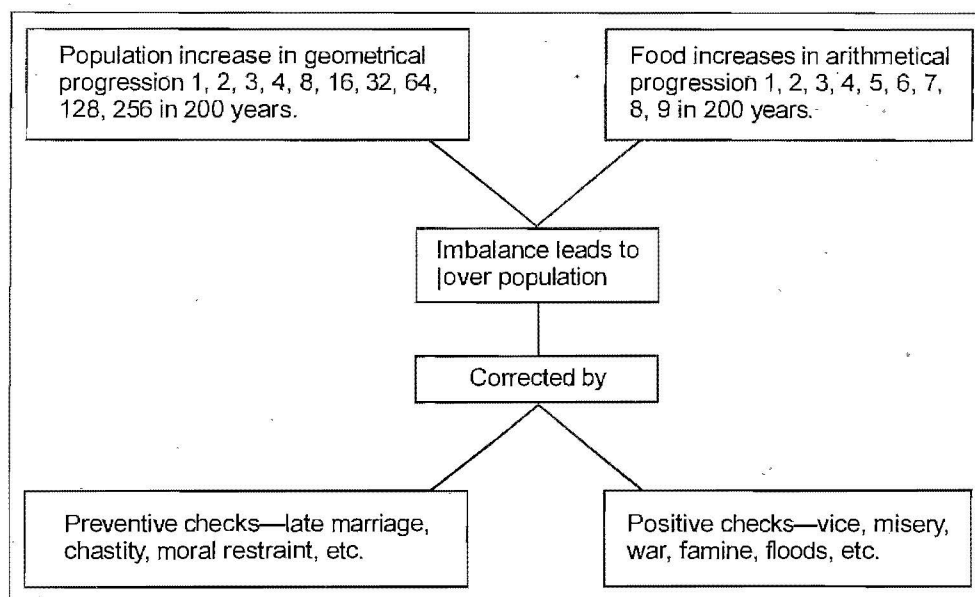 Population increase in geometrical
progression 1, 2, 3, 4, 8, 16, 32, 64,
128, 256 in 200 years.
Food increases in arithmetical
progression 1, 2, 3, 4, 5, 6, 7,
8, 9 in 200 years.
Imbalance leads to
over population
Corrected by
Preventive checks—late marriage,
chastity, moral restraint, etc.
Positive checks—vice, misery,
war, famine, floods, etc.